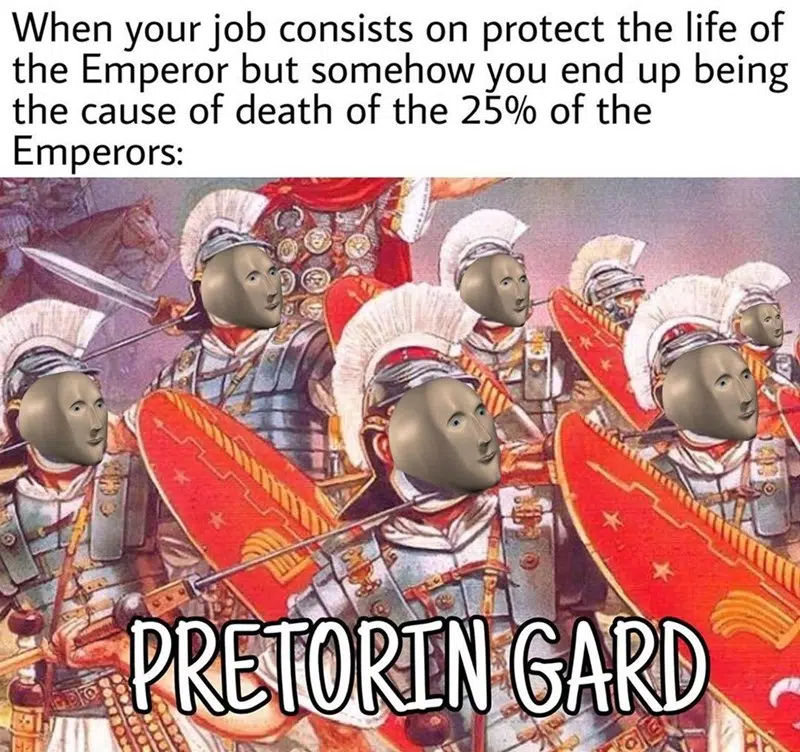 When your job consists on protect the life of
the Emperor but somehow you end up being
the cause of death of the 25% of the
Emperors:
PRETORIN GARD